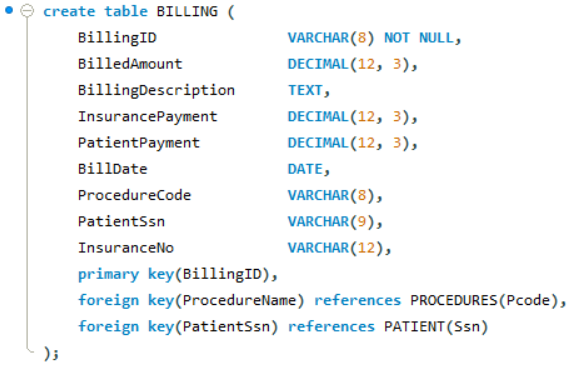 create table BILLING (
BillingID VARCHAR(8) NOT NULL,
BilledAmount DECIMAL(12, 3),
BillingDescription TEXT,
InsurancePayment DECIMAL(12, 3),
PatientPayment DECIMAL(12, 3),
BillDate DATE,
ProcedureCode VARCHAR(8),
PatientSsn VARCHAR(9),
InsuranceNo VARCHAR(12),
primary key(BillingID),
foreign key(ProcedureName) references PROCEDURES(Pcode),
foreign key(PatientSsn) references PATIENT(Ssn)
);